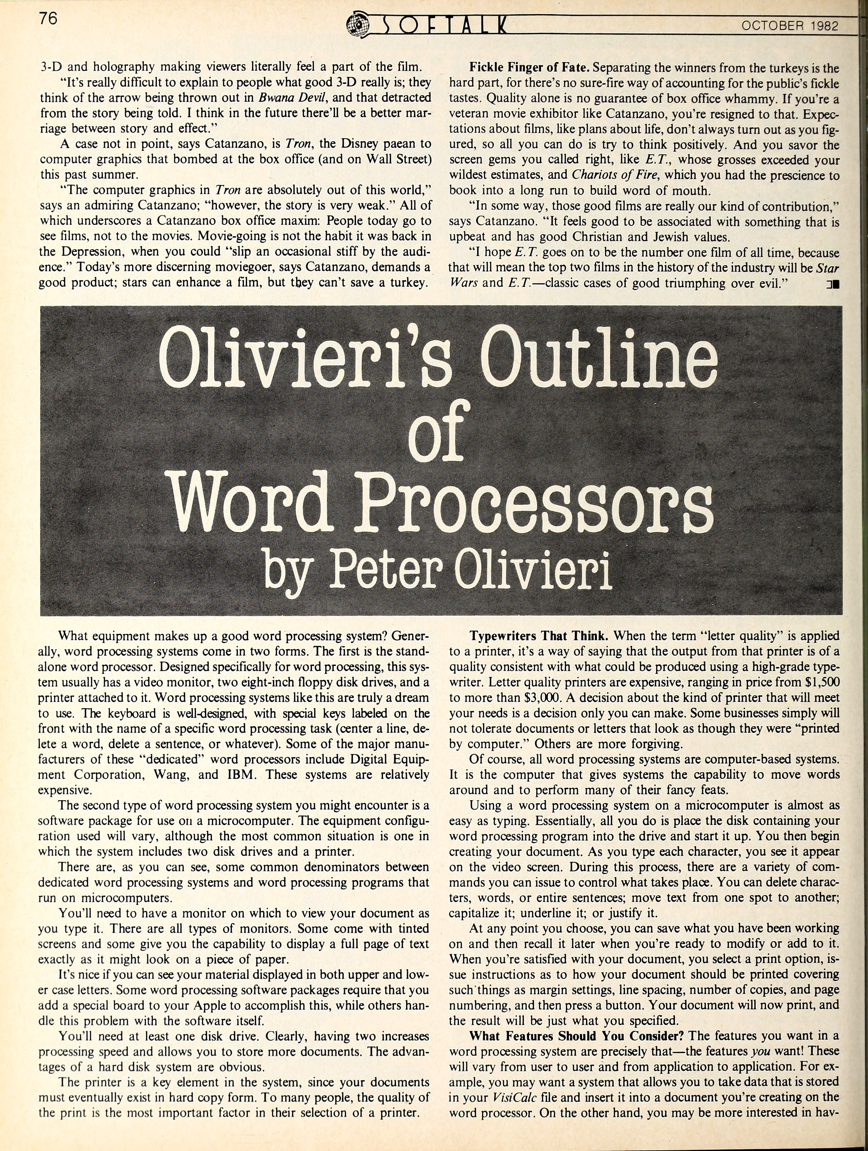 76
SOFTALK
OCTOBER 1982
3-D and holography making viewers literally feel a part of the film.
"It's really difficult to explain to people what good 3-D really is; they
think of the arrow being thrown out in Bwana Devil, and that detracted
from the story being told. I think in the future there'll be a better mar-
riage between story and effect."
A case not in point, says Catanzano, is Tron, the Disney paean to
computer graphics that bombed at the box office (and on Wall Street)
this past summer.
"The computer graphics in Tron are absolutely out of this world,"
says an admiring Catanzano; "however, the story is very weak." All of
which underscores a Catanzano box office maxim: People today go to
see films, not to the movies. Movie-going is not the habit it was back in
the Depression, when you could "slip an occasional stiff by the audi-
ence." Today's more discerning moviegoer, says Catanzano, demands a
good product; stars can enhance a film, but they can't save a turkey.
Fickle Finger of Fate. Separating the winners from the turkeys is the
hard part, for there's no sure-fire way of accounting for the public's fickle
tastes. Quality alone is no guarantee of box office whammy. If you're a
veteran movie exhibitor like Catanzano, you're resigned to that. Expec-
tations about films, like plans about life, don't always turn out as you fig-
ured, so all you can do is try to think positively. And you savor the
screen gems you called right, like E.T., whose grosses exceeded your
wildest estimates, and Chariots of Fire, which you had the prescience to
book into a long run to build word of mouth.
"In some way, those good films are really our kind of contribution,"
says Catanzano. "It feels good to be associated with something that is
upbeat and has good Christian and Jewish values.
"I hope E.T. goes on to be the number one film of all time, because
that will mean the top two films in the history of the industry will be Star
Wars and E.T.—classic cases of good triumphing over evil."
Olivieri's Outline
of
Word Processors
by Peter Olivieri
What equipment makes up a good word processing system? Gener-
ally, word processing systems come in two forms. The first is the stand-
alone word processor. Designed specifically for word processing, this sys-
tem usually has a video monitor, two eight-inch floppy disk drives, and a
printer attached to it. Word processing systems like this are truly a dream
to use. The keyboard is well-designed, with special keys labeled on the
front with the name of a specific word processing task (center a line, de-
lete a word, delete a sentence, or whatever). Some of the major manu-
facturers of these "dedicated" word processors include Digital Equip-
ment Corporation, Wang, and IBM. These systems are relatively
expensive.
The second type of word processing system you might encounter is a
software package for use on a microcomputer. The equipment configu-
ration used will vary, although the most common situation is one in
which the system includes two disk drives and a printer.
There are, as you can see, some common denominators between
dedicated word processing systems and word processing programs that
run on microcomputers.
You'll need to have a monitor on which to view your document as
you type it. There are all types of monitors. Some come with tinted
screens and some give you the capability to display a full page of text
exactly as it might look on a piece of paper.
It's nice if you can see your material displayed in both upper and low-
er case letters. Some word processing software packages require that you
add a special board to your Apple to accomplish this, while others han-
dle this problem with the software itself.
You'll need at least one disk drive. Clearly, having two increases
processing speed and allows you to store more documents. The advan-
tages of a hard disk system are obvious.
The printer is a key element in the system, since your documents
must eventually exist in hard copy form. To many people, the quality of
the print is the most important factor in their selection of a printer.
Typewriters That Think. When the term "letter quality" is applied
to a printer, it's a way of saying that the output from that printer is of a
quality consistent with what could be produced using a high-grade type-
writer. Letter quality printers are expensive, ranging in price from $1,500
to more than $3,000. A decision about the kind of printer that will meet
your needs is a decision only you can make. Some businesses simply will
not tolerate documents or letters that look as though they were "printed
by computer." Others are more forgiving.
Of course, all word processing systems are computer-based systems.
It is the computer that gives systems the capability to move words
around and to perform many of their fancy feats.
Using a word processing system on a microcomputer is almost as
easy as typing. Essentially, all you do is place the disk containing your
word processing program into the drive and start it up. You then begin
creating your document. As you type each character, you see it appear
on the video screen. During this process, there are a variety of com-
mands you can issue to control what takes place. You can delete charac-
ters, words, or entire sentences; move text from one spot to another;
capitalize it; underline it; or justify it.
At any point you choose, you can save what you have been working
on and then recall it later when you're ready to modify or add to it.
When you're satisfied with your document, you select a print option, is-
sue instructions as to how your document should be printed covering
such things as margin settings, line spacing, number of copies, and page
numbering, and then press a button. Your document will now print, and
the result will be just what you specified.
What Features Should You Consider? The features you want in a
word processing system are precisely that—the features you want! These
will vary from user to user and from application to application. For ex-
ample, you may want a system that allows you to take data that is stored
in your VisiCalc file and insert it into a document you're creating on the
word processor. On the other hand, you may be more interested in hav-